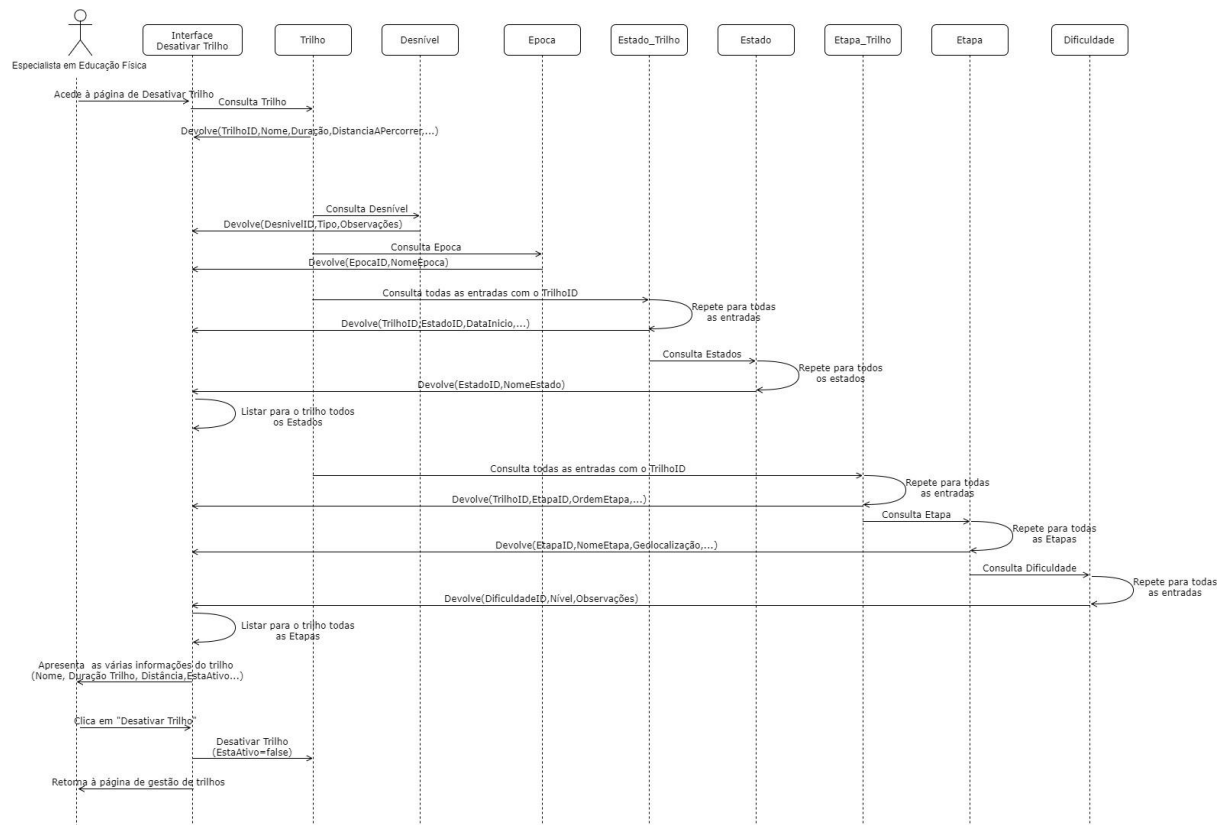 Interface
Desativar Trilho
Trilho
Desnível
Epoca
Estado_Trilho
Estado
Etapa_Trilho
Etapa
Dificuldade
Especialista em Educação Física
Acede à página de Desativar Trilho
Consulta Trilho
Devolve(TrilhoID,Nome,Duração,DistanciaAPercorrer,...)
Consulta Desnível
Devolve(DesnivelID,Tipo,Observações)
Consulta Epoca
Devolve(EpocaID,NomeEpoca)
Consulta todas as entradas com o TrilhoID
Repete para todas
as entradas
Devolve(TrilhoID,EstadoID,DataInicio,...)
Consulta Estados
Repete para todos
os estados
Devolve(EstadoID,NomeEstado)
Listar para o trilho todos
os Estados
Consulta todas as entradas com o TrilhoID
Repete para todas
as entradas
Devolve(TrilhoID,EtapaID,OrdemEtapa,...)
Consulta Etapa
Repete para todas
as Etapas
Devolve(EtapaID,NomeEtapa,Geolocalização,...)
Consulta Dificuldade
Repete para todas
as entradas
Devolve(DificuldadeID,Nível,Observações)
Listar para o trilho todas
as Etapas
Apresenta as várias informações do trilho
(Nome, Duração Trilho, Distância,EstaAtivo...)
Clica em "Desativar Trilho"
Desativar Trilho
(EstaAtivo=false)
Retorna à página de gestão de trilhos